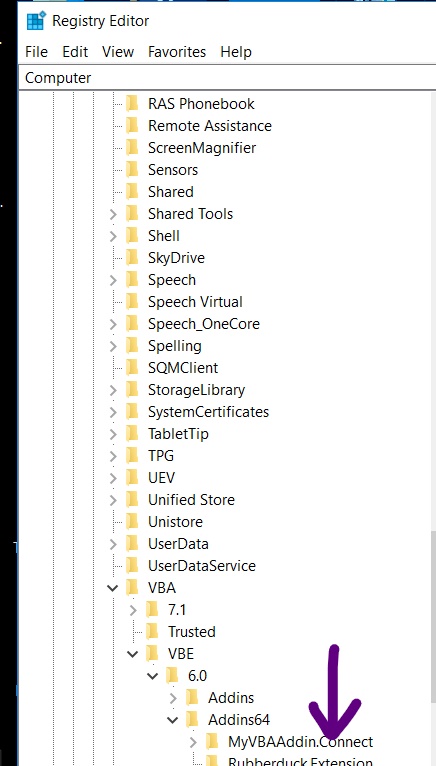 Registry Editor
File Edit View Favorites Help
Computer
RAS Phonebook
Remote Assistance
ScreenMagnifier
Sensors
Shared
Shared Tools
Shell
SkyDrive
Speech
Speech Virtual
Speech_OneCore
Spelling
SQMClient
StorageLibrary
SystemCertificates
TabletTip
TPG
UEV
Unified Store
Unistore
UserData
UserDataService
VBA
7.1
Trusted
VBE
6.0
Addins
Addins64
MyVBAAddin.Connect
Rubberduck.Extension